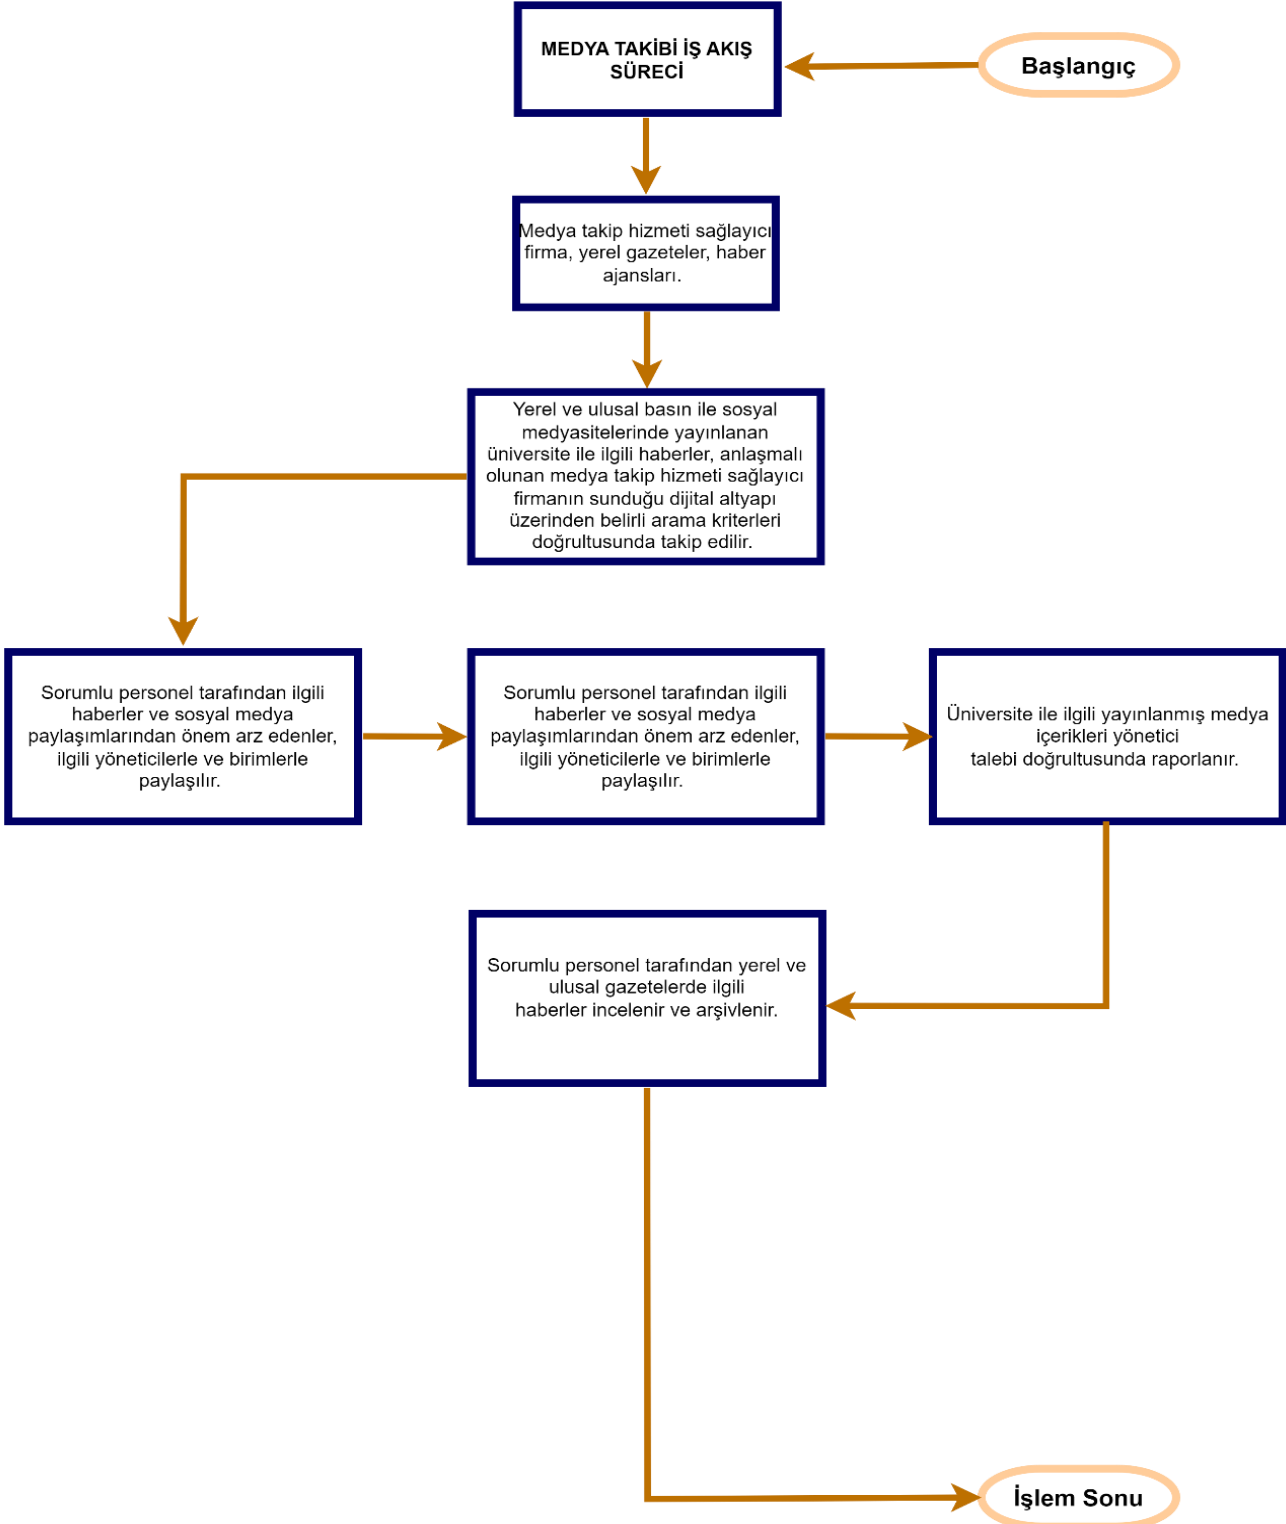 MEDYA TAKİBİ İŞ AKIŞ
SÜRECİ
Başlangıç
Medya takip hizmeti sağlayıcı
firma, yerel gazeteler, haber
ajansları.
Yerel ve ulusal basın ile sosyal
medyasitelerinde yayınlanan
üniversite ile ilgili haberler, anlaşmalı
olunan medya takip hizmeti sağlayıcı
firmanın sunduğu dijital altyapı
üzerinden belirli arama kriterleri
doğrultusunda takip edilir.
Sorumlu personel tarafından ilgili
haberler ve sosyal medya
paylaşımlarından önem arz edenler,
ilgili yöneticilerle ve birimlerle
paylaşılır.
Sorumlu personel tarafından ilgili
haberler ve sosyal medya
paylaşımlarından önem arz edenler,
ilgili yöneticilerle ve birimlerle
paylaşılır.
Üniversite ile ilgili yayınlanmış medya
içerikleri yönetici
talebi doğrultusunda raporlanır.
Sorumlu personel tarafından yerel ve
ulusal gazetelerde ilgili
haberler incelenir ve arşivlenir.
İşlem Sonu